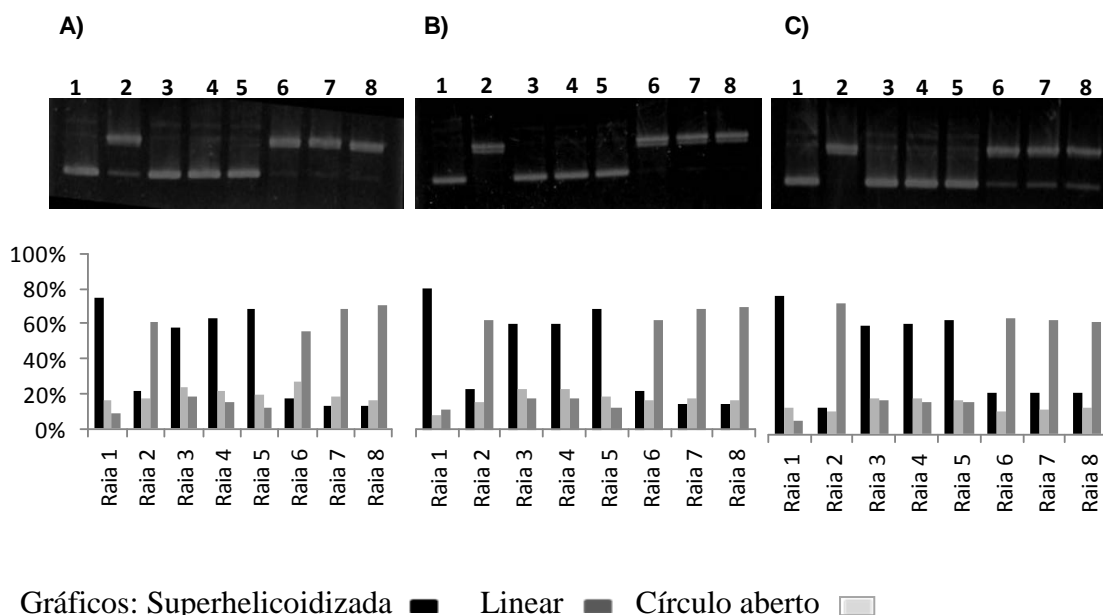 A) B) C)
1 2 3 4 5 6 7 8 1 2 3 4 5 6 7 8 1 2 3 4 5 6 7 8
100%
80%
60%
40%
20%
0%
Raia 1 Raia 2 Raia 3 Raia 4 Raia 5 Raia 6 Raia 7 Raia 8 Raia 1 Raia 2 Raia 3 Raia 4 Raia 5 Raia 6 Raia 7 Raia 8 Raia 1 Raia 2 Raia 3 Raia 4 Raia 5 Raia 6 Raia 7 Raia 8
Gráficos: Superhelicoidizada Linear Círculo aberto